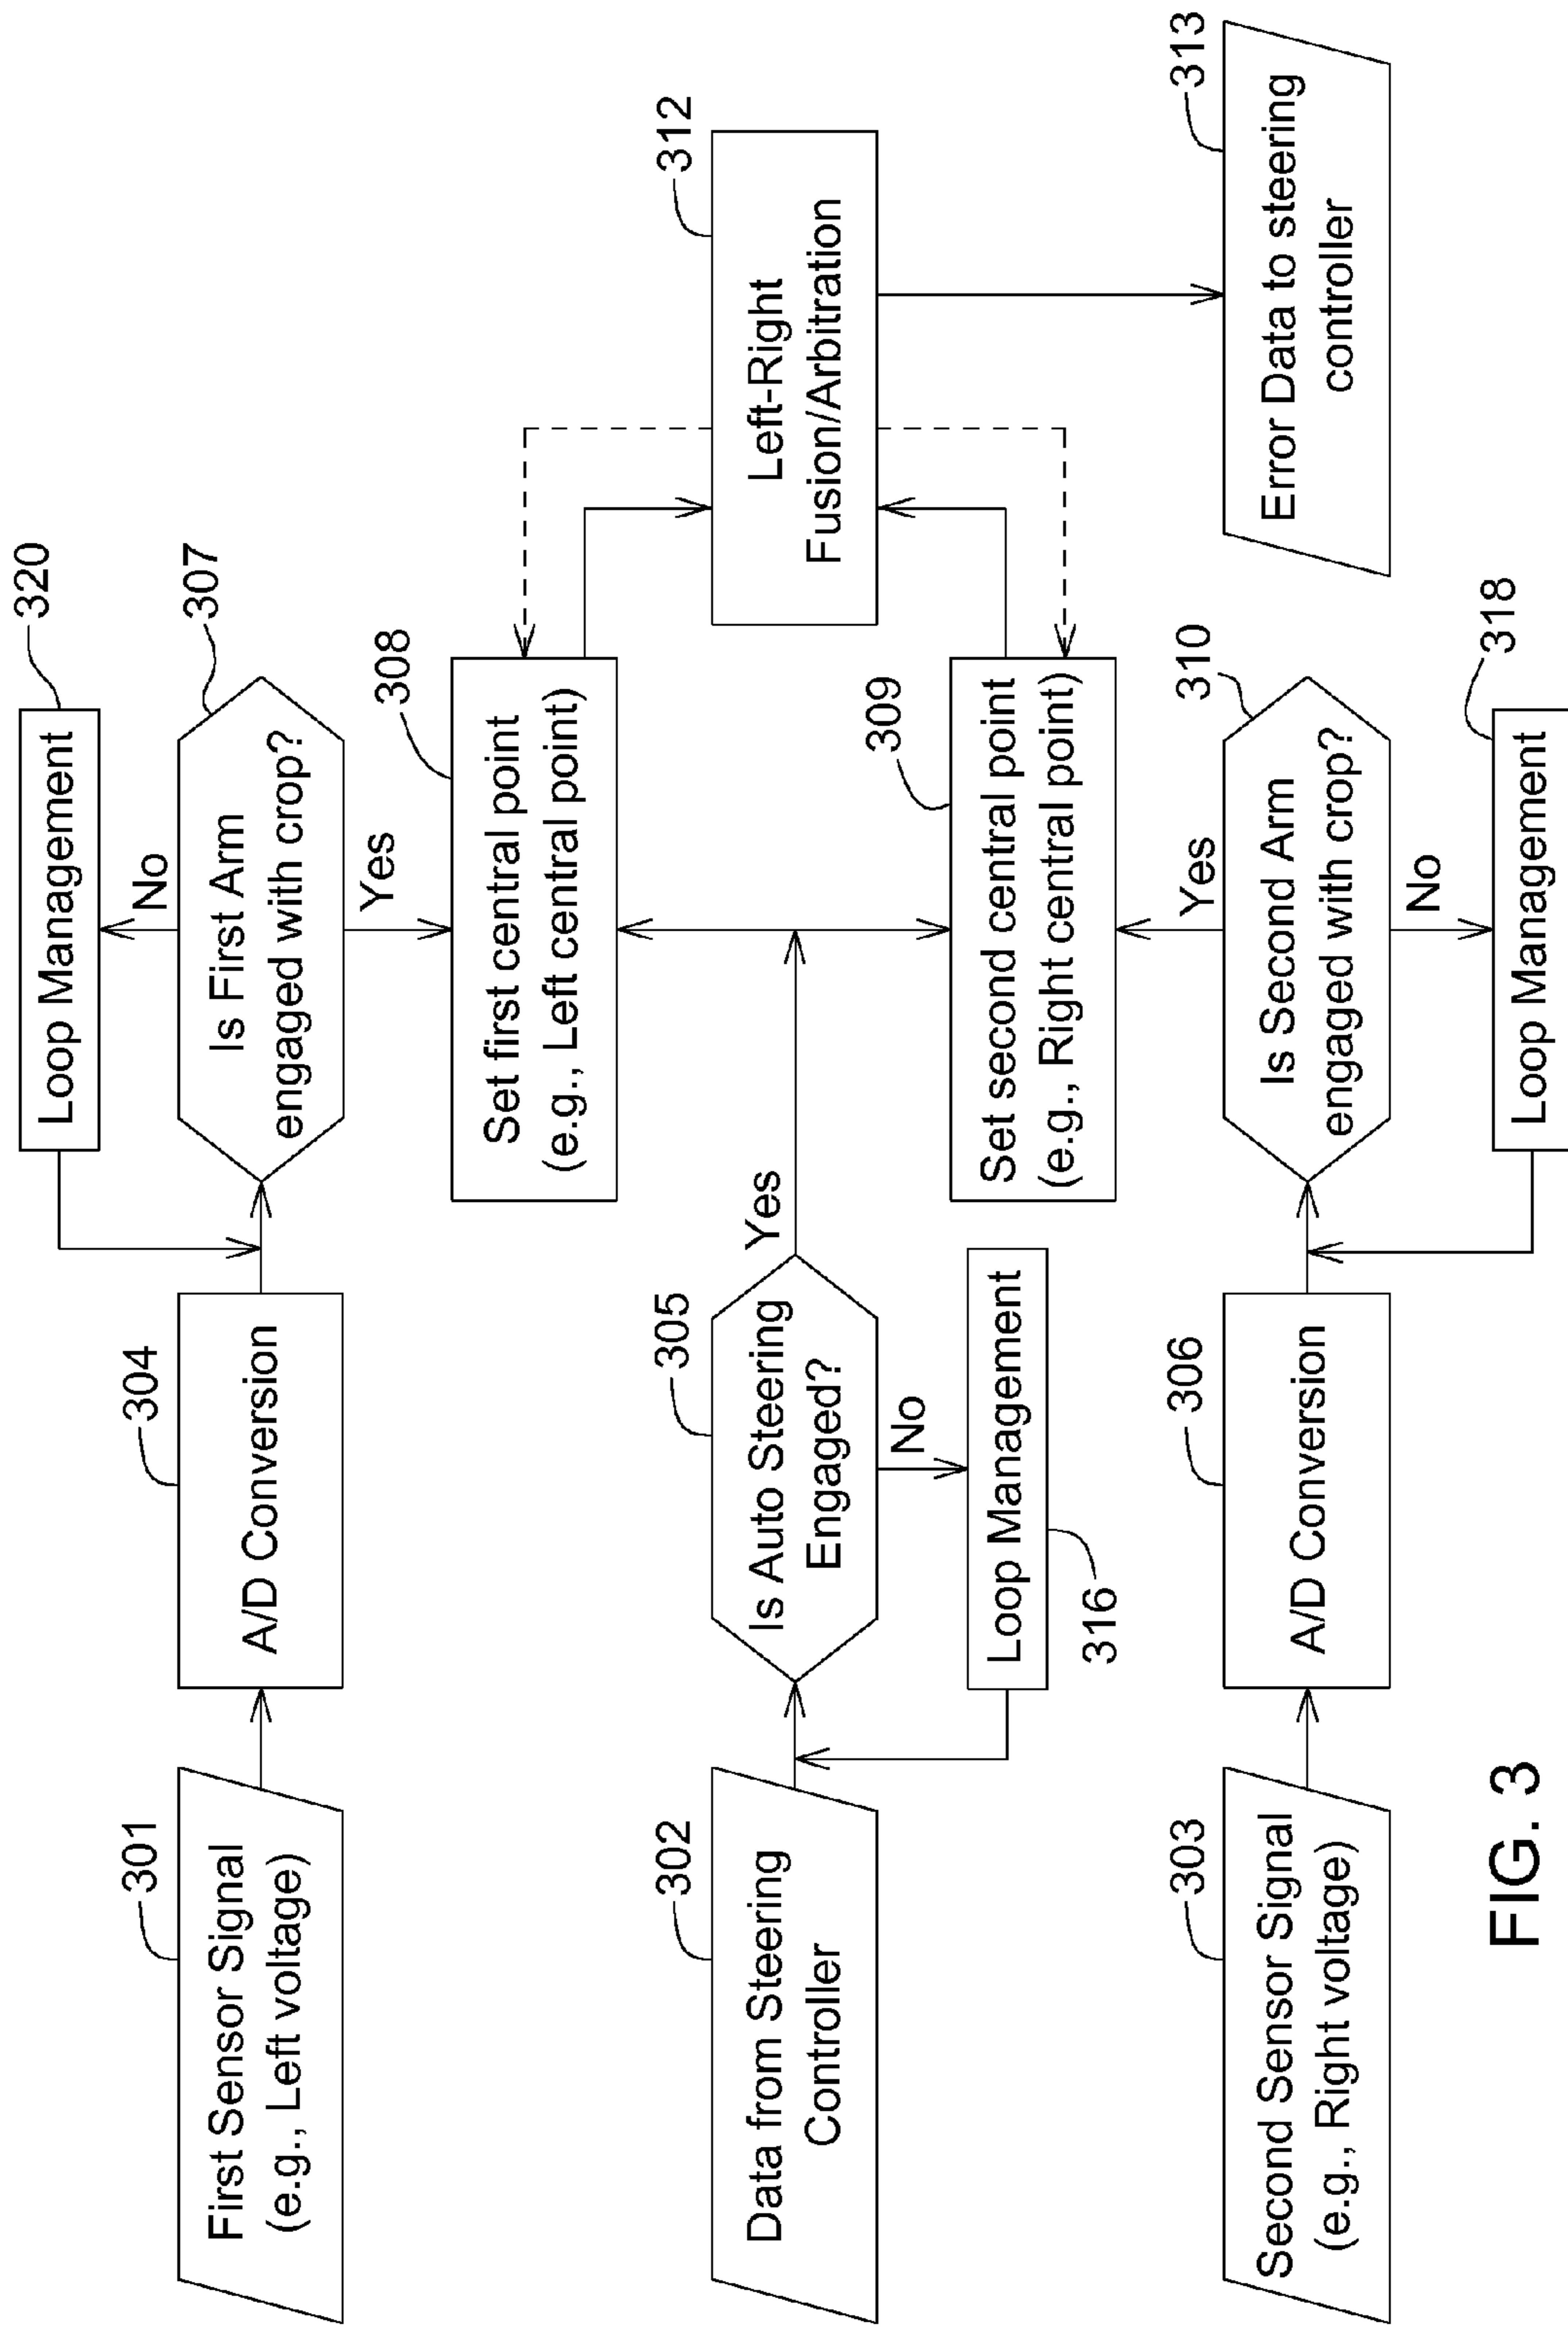 301
First Sensor Signal
(e.g., Left voltage)
304
A/D Conversion
320
Loop Management
No
307
Is First Arm
engaged with crop?
Yes
308
Set first central point
(e.g., Left central point)
302
Data from Steering
Controller
305
Is Auto Steering
Engaged?
Yes
No
Loop Management
316
312
Left-Right
Fusion/Arbitration
309
Set second central point
(e.g., Right central point)
303
Second Sensor Signal
(e.g., Right voltage)
306
A/D Conversion
Yes
310
Is Second Arm
engaged with crop?
No
318
Loop Management
313
Error Data to steering
controller
FIG. 3